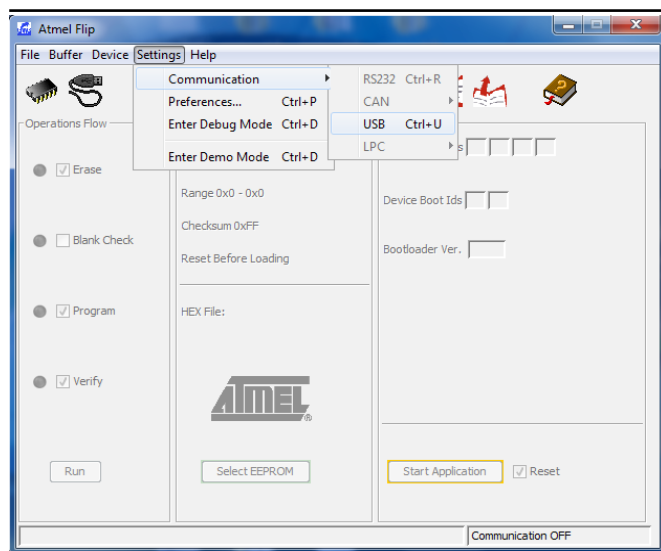 Atmel Flip
File Buffer Device Settings Help
Communication
Preferences... Ctrl+P
Enter Debug Mode Ctrl+D
Enter Demo Mode Ctrl+D
RS232 Ctrl+R
CAN
USB Ctrl+U
LPC
Operations Flow
Erase
Blank Check
Program
Verify
Run
Range 0x0 - 0x0
Checksum 0xFF
Reset Before Loading
HEX File:
ATMEL®
Select EEPROM
s
Device Boot Ids
Bootloader Ver.
Start Application
Reset
Communication OFF